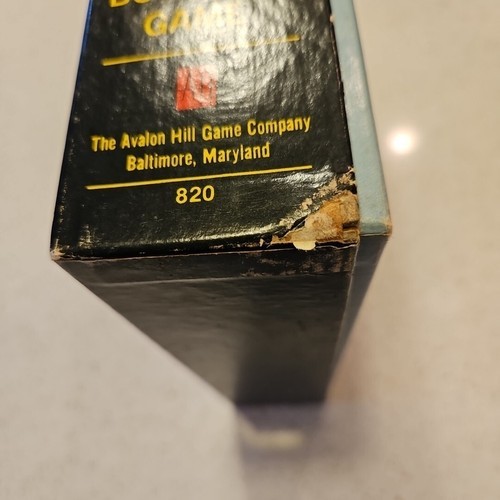 GAME
The Avalon Hill Game Company
Baltimore, Maryland
820